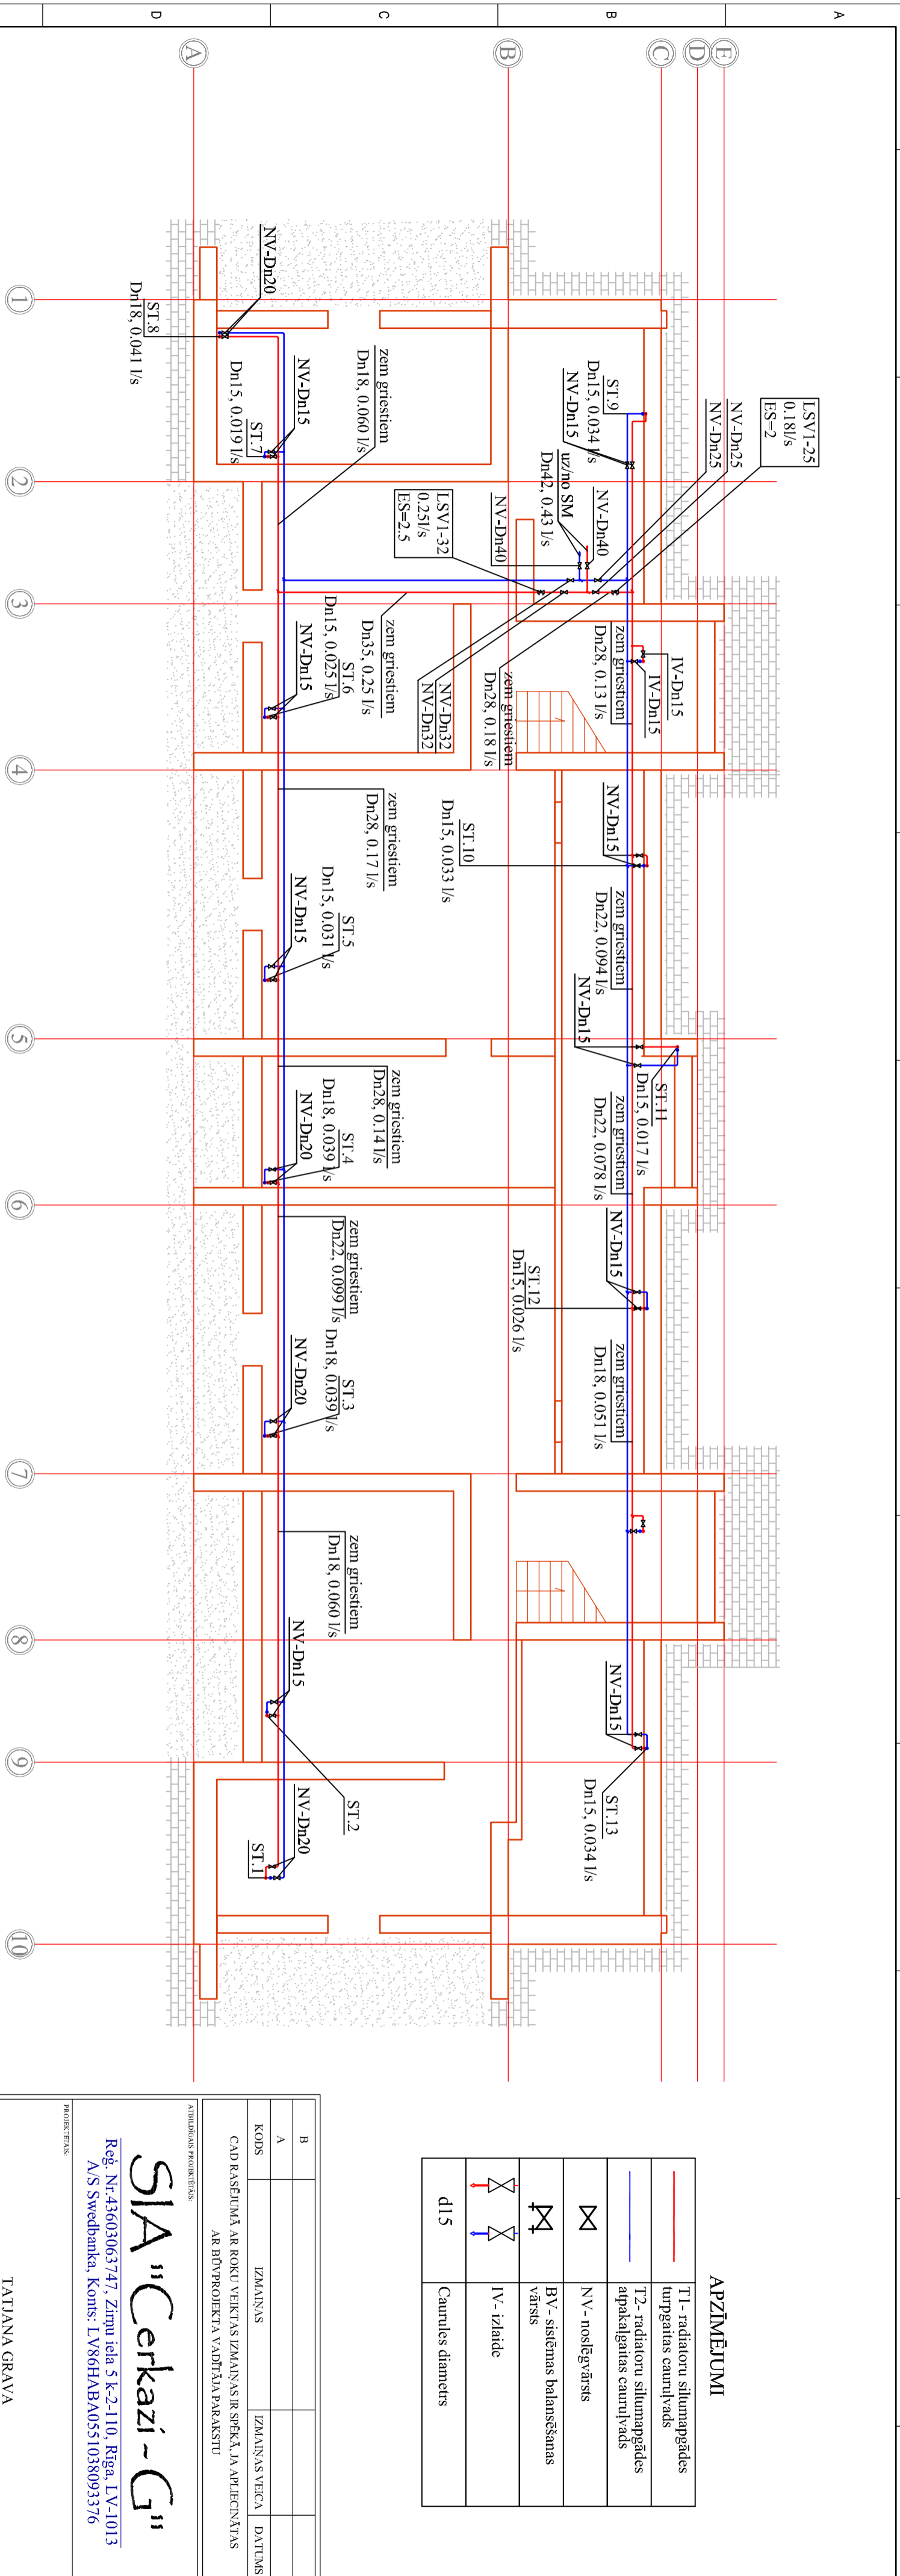 A
B
C
D
E
D
C
B
A
1
2
3
4
5
6
7
8
9
10
LSV1-25
0.18l/s
ES=2
NV-Dn25
NV-Dn25
ST.9
Dn15, 0.034 l/s
NV-Dn15
NV-Dn40
uz/no SM
Dn42, 0.43 l/s
NV-Dn40
LSV1-32
0.25l/s
ES=2.5
zem griestiem
Dn18, 0.060 l/s
NV-Dn15
ST.7
Dn15, 0.019 l/s
NV-Dn20
ST.8
Dn18, 0.041 l/s
IV-Dn15
IV-Dn15
zem griestiem
Dn28, 0.13 l/s
zem griestiem
Dn28, 0.18 l/s
NV-Dn32
NV-Dn32
zem griestiem
Dn35, 0.25 l/s
ST.6
Dn15, 0.025 l/s
NV-Dn15
NV-Dn15
ST.10
Dn15, 0.033 l/s
zem griestiem
Dn28, 0.17 l/s
ST.5
Dn15, 0.031 l/s
NV-Dn15
zem griestiem
Dn22, 0.094 l/s
NV-Dn15
ST.11
Dn15, 0.017 l/s
zem griestiem
Dn22, 0.078 l/s
zem griestiem
Dn28, 0.14 l/s
ST.4
Dn18, 0.039 l/s
NV-Dn20
NV-Dn15
ST.12
Dn15, 0.026 l/s
zem griestiem
Dn22, 0.099 l/s
zem griestiem
Dn18, 0.051 l/s
ST.3
Dn18, 0.039 l/s
NV-Dn20
zem griestiem
Dn18, 0.060 l/s
NV-Dn15
NV-Dn15
ST.13
Dn15, 0.034 l/s
ST.2
NV-Dn20
ST.1
APZĪMĒJUMI
T1- radiatoru siltumapgādes
turpgaitas cauruļvads
T2- radiatoru siltumapgādes
atpakaļgaitas cauruļvads
NV- noslēgvārsts
BV- sistēmas balansēšanas
vārsts
IV- izlaide
d15 Caurules diametrs
B
A
KODS IZMAIŅAS IZMAIŅAS VEICA DATUMS
CAD RASĒJUMĀ AR ROKU VEIKTAS IZMAIŅAS IR SPĒKĀ, JA APLIECINĀTAS
AR BŪVPROJEKTA VADĪTĀJA PARAKSTU
ATBILDĪGAIS PROJEKTĒTĀJS:
SIA "Cerkazi-G"
Reģ. Nr.43603063747, Zirņu iela 5 k-2-110, Rīga, LV-1013
A/S Swedbanka, Konts: LV86HABA0551038093376
PROJEKTĒTĀJS:
TATJANA GRAVA